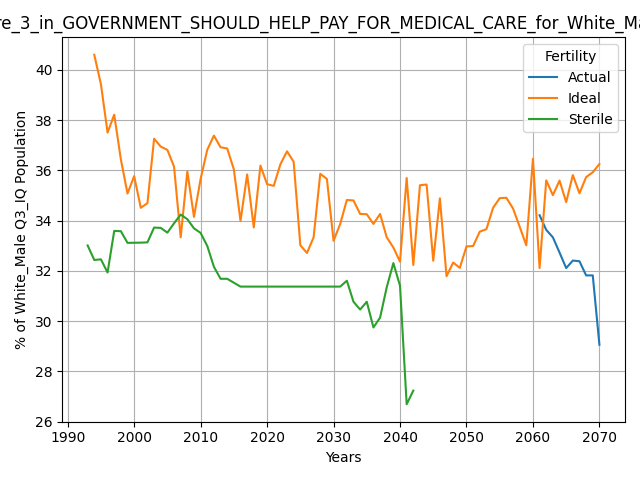 re_3_in_GOVERNMENT_SHOULD_HELP_PAY_FOR_MEDICAL_CARE_for_White_Ma
Fertility
Actual
Ideal
Sterile
% of White_Male Q3_IQ Population
40
38
36
34
32
30
28
26
1990 2000 2010 2020 2030 2040 2050 2060 2070
Years